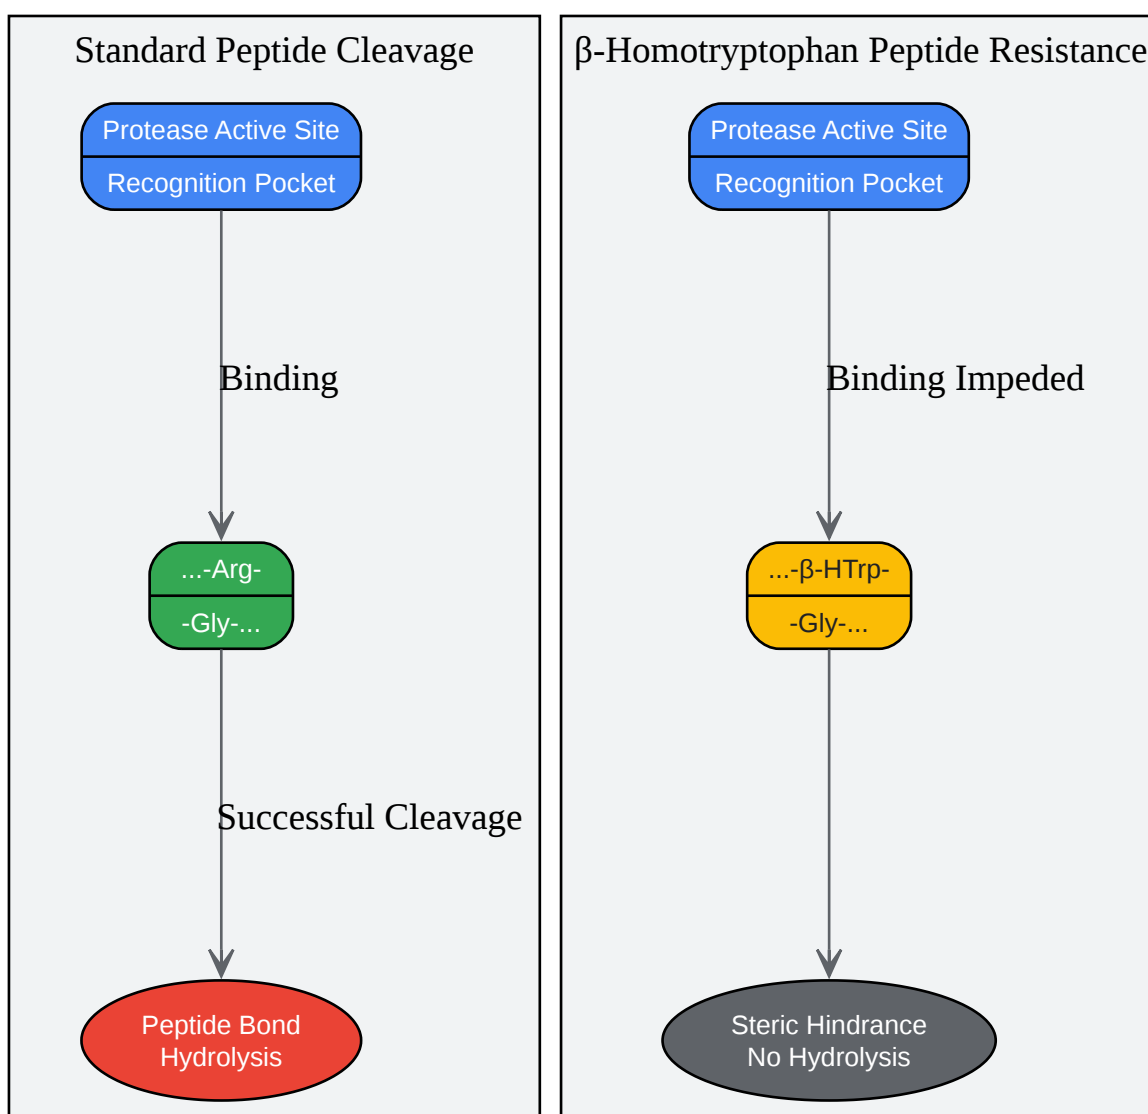 Standard Peptide Cleavage
Protease Active Site
Recognition Pocket
Binding
...-Arg-
-Gly-...
Successful Cleavage
Peptide Bond
Hydrolysis
β-Homotryptophan Peptide Resistance
Protease Active Site
Recognition Pocket
Binding Impeded
...-β-HTrp-
-Gly-...
Steric Hindrance
No Hydrolysis